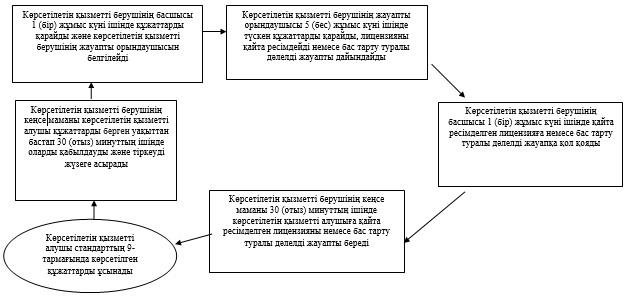 Көрсетілетін қызметті берушінің басшысы
1 (бір) жұмыс күні ішінде құжаттарды
қарайды және көрсетілетін қызметті
берушінің жауапты орындаушысын
белгілейді
Көрсетілетін қызметті берушінің жауапты
орындаушысы 5 (бес) жұмыс күні ішінде
түскен құжаттарды қарайды, лицензияны
қайта ресімдейді немесе бас тарту туралы
дәлелді жауапты дайындайды
Көрсетілетін қызметті берушінің
басшысы 1 (бір) жұмыс күні ішінде қайта
ресімделген лицензияға немесе бас тарту
туралы дәлелді жауапқа қол қояды
Көрсетілетін қызметті берушінің кеңсе
маманы 30 (отыз) минуттың ішінде
көрсетілетін қызметті алушыға қайта
ресімделген лицензияны немесе бас тарту
туралы дәлелді жауапты береді
Көрсетілетін қызметті
алушы стандарттың 9-
тармағында көрсетілген
құжаттарды ұсынады
Көрсетілетін қызметті берушінің
кеңсе маманы көрсетілетін қызметті
алушы құжаттарды берген уақыттан
бастап 30 (отыз) минуттың ішінде
оларды қабылдауды және тіркеуді
жүзеге асырады